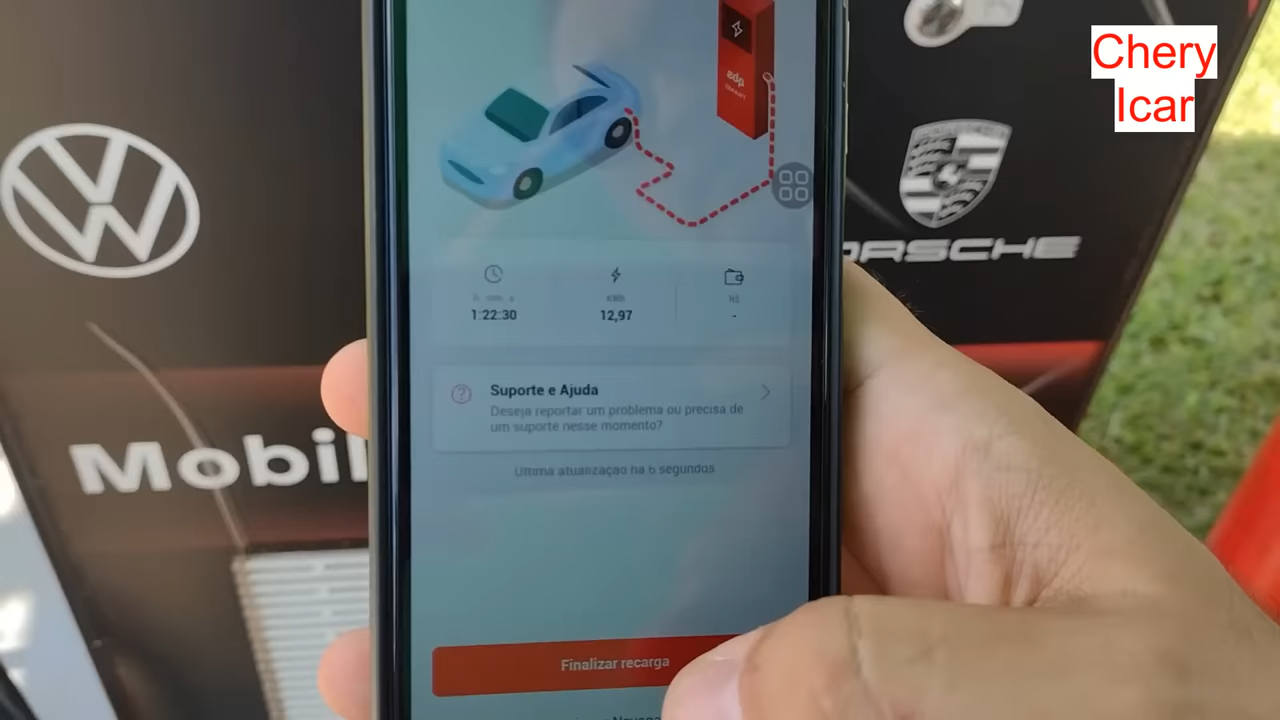 Chery
Icar
edp
PORSCHE
1:22:30
KWh
12,97
R$
-
Suporte e Ajuda
Deseja reportar um problema ou precisa de
um suporte nesse momento?
Mobil
Última atualização há 6 segundos
Finalizar recarga